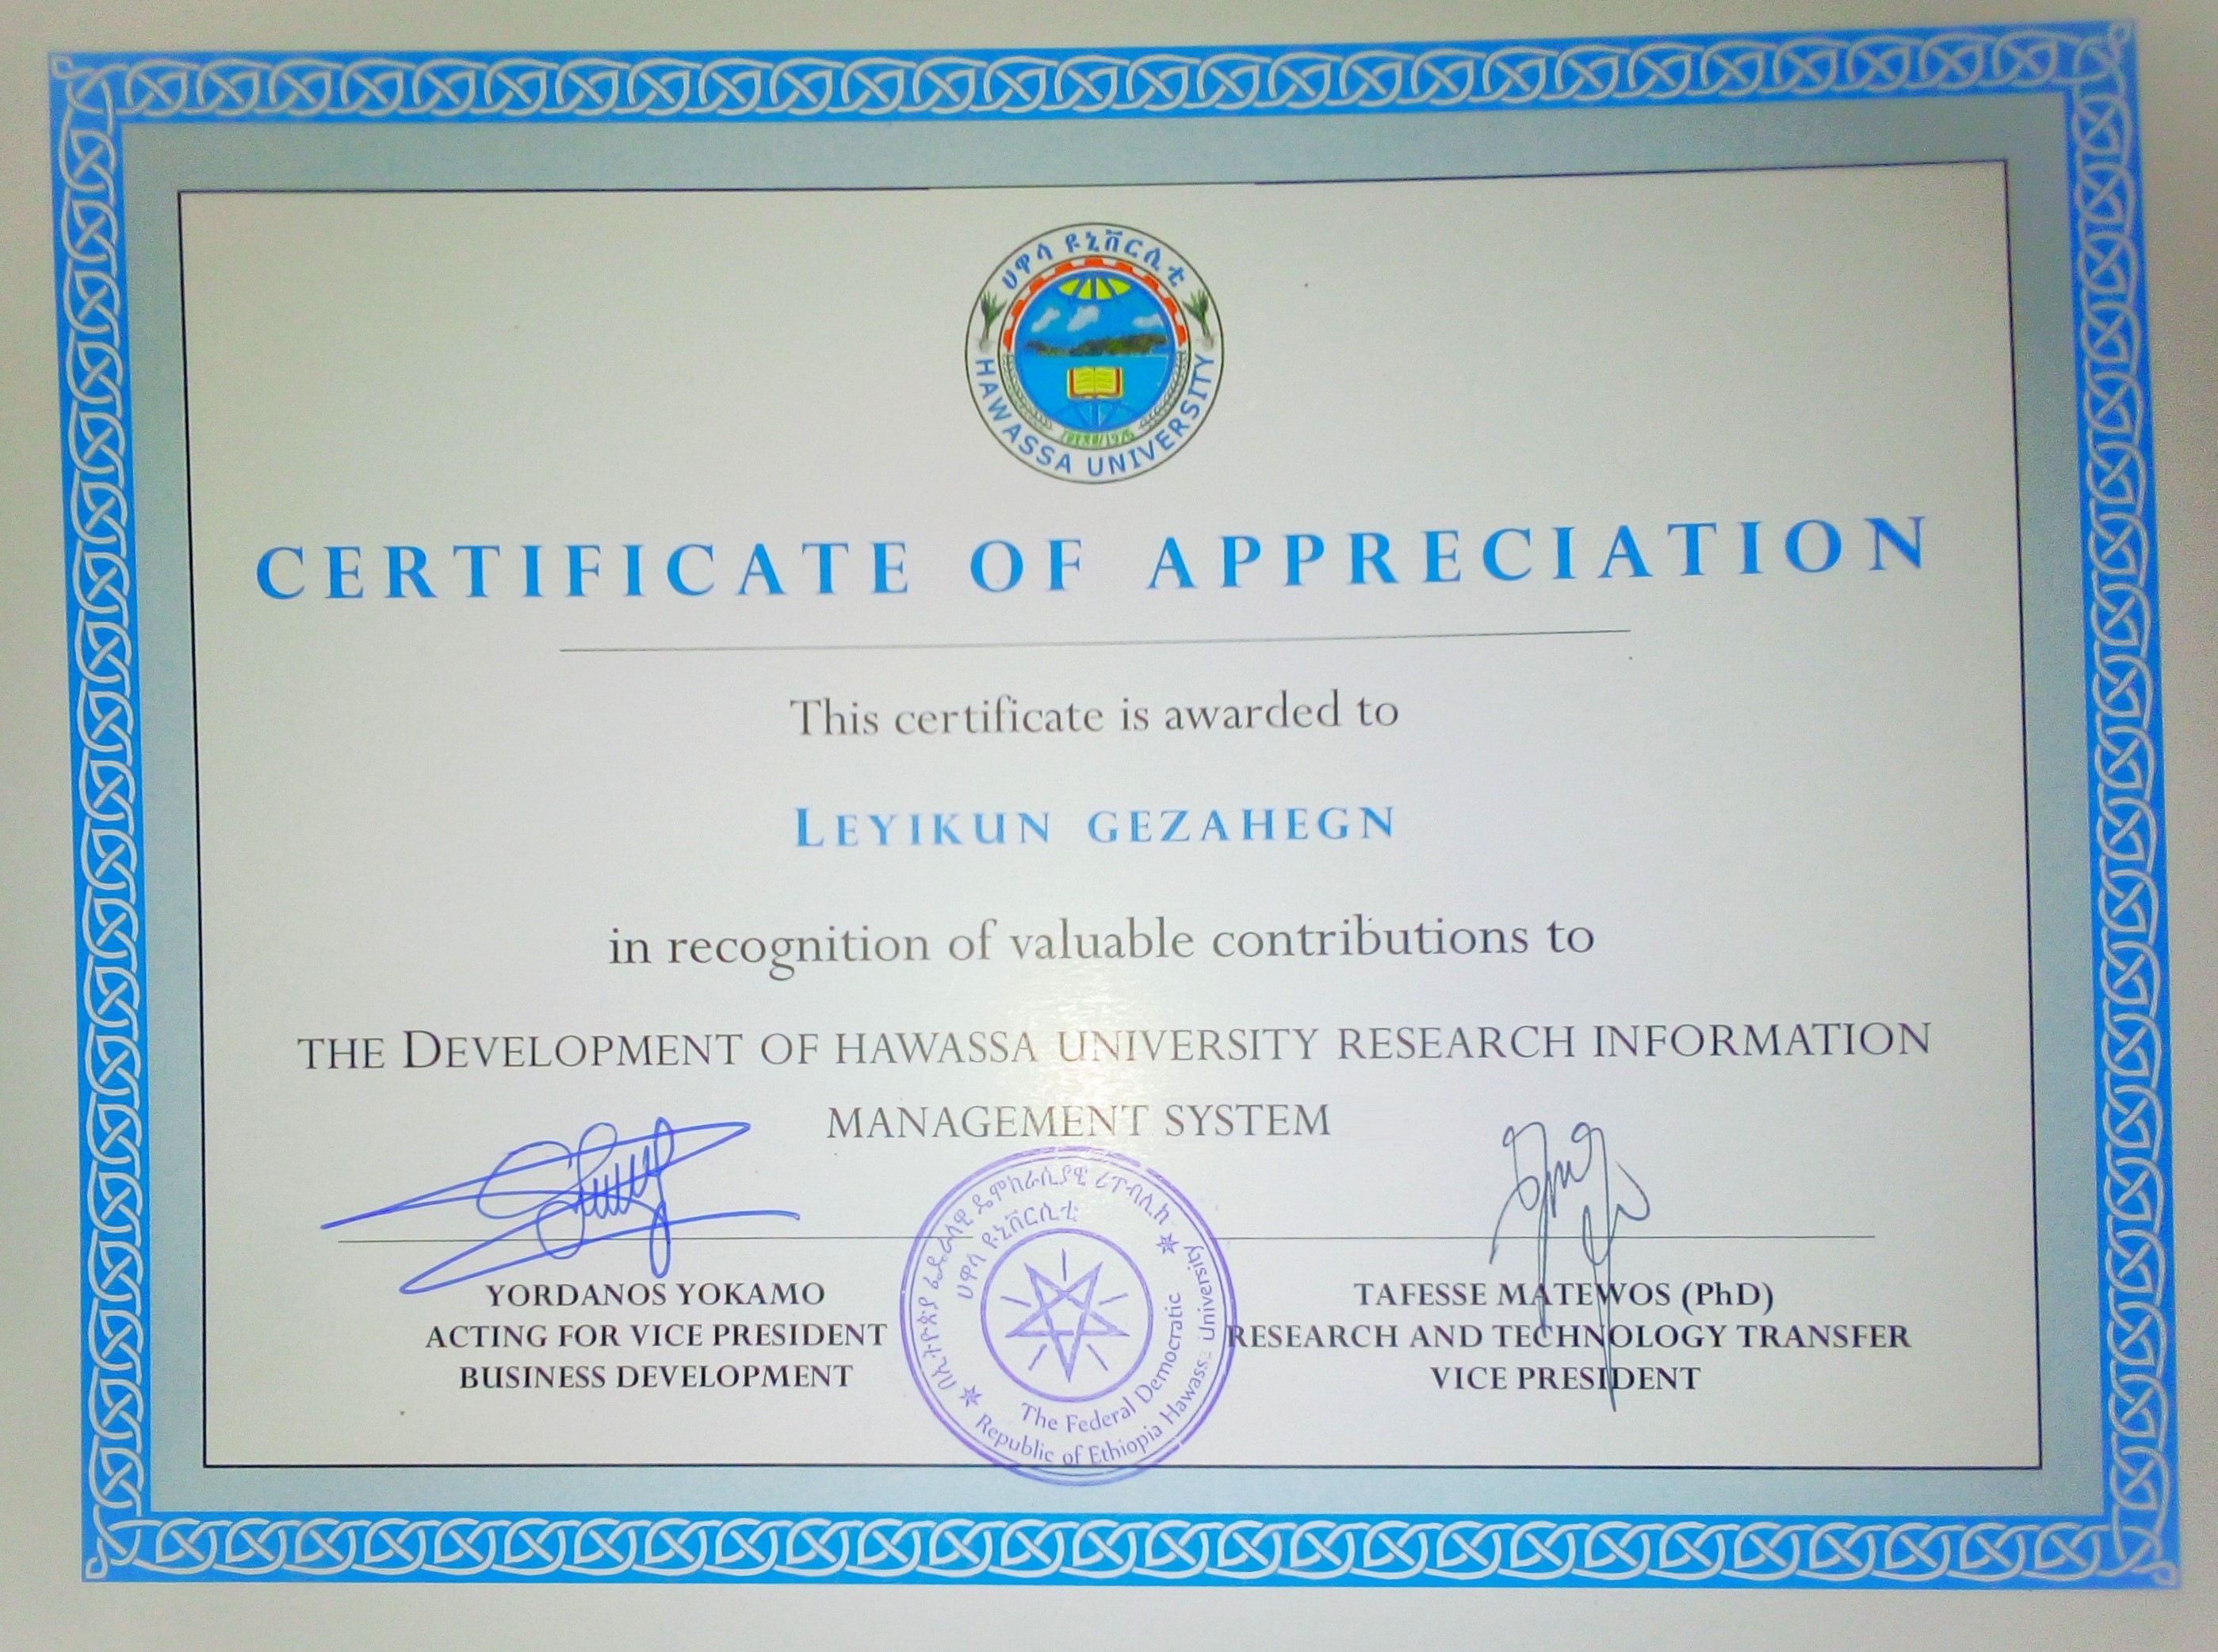 ሀዋሳ ዩኒቨርሲቲ
HAWASSA UNIVERSITY
CERTIFICATE OF APPRECIATION
This certificate is awarded to
LEYIKUN GEZAHEGN
in recognition of valuable contributions to
THE DEVELOPMENT OF HAWASSA UNIVERSITY RESEARCH INFORMATION
MANAGEMENT SYSTEM
YORDANOS YOKAMO
ACTING FOR VICE PRESIDENT
BUSINESS DEVELOPMENT
በኢትዮጵያ ፌዴራላዊ ዲሞክራሲያዊ ሪፐብሊክ
ሀዋሳ ዩኒቨርሲቲ
The Federal Democratic
Republic of Ethiopia Hawassa University
TAFESSE MATEWOS (PhD)
RESEARCH AND TECHNOLOGY TRANSFER
VICE PRESIDENT